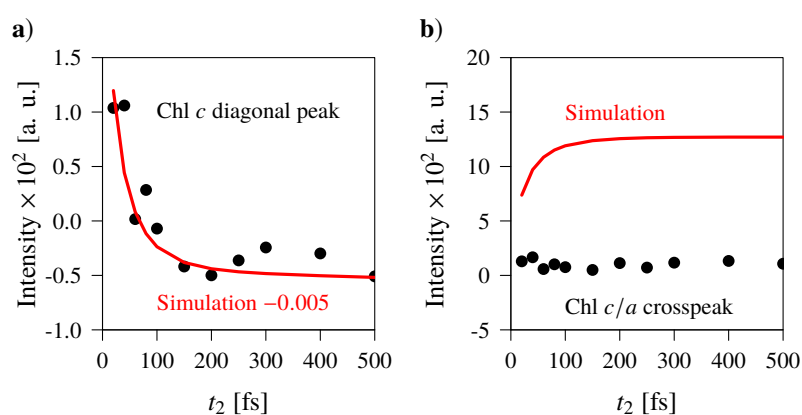 a)
Intensity × 10² [a. u.]
1.5
1.0
0.5
0.0
-0.5
-1.0
Chl c diagonal peak
Simulation −0.005
0 100 200 300 400 500
t₂ [fs]
b)
Intensity × 10² [a. u.]
20
15
10
5
0
-5
Simulation
Chl c/a crosspeak
0 100 200 300 400 500
t₂ [fs]